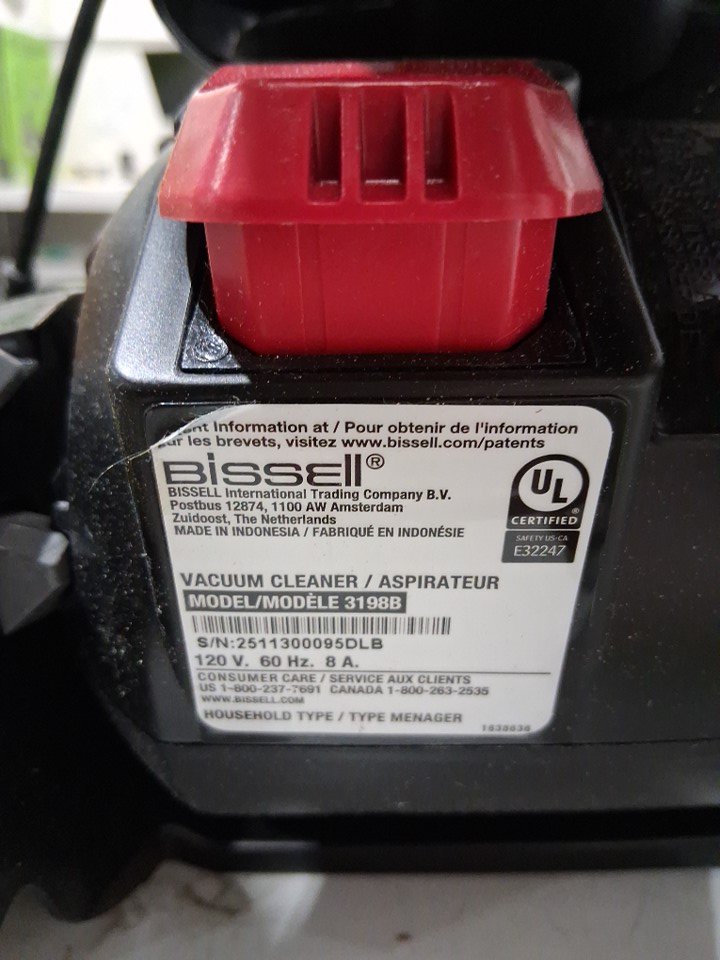 Information at / Pour obtenir de l'information
les brevets, visitez www.bissell.com/patents
BISSELL®
BISSELL International Trading Company B.V.
Postbus 12874, 1100 AW Amsterdam
Zuidoost, The Netherlands
MADE IN INDONESIA / FABRIQUÉ EN INDONÉSIE
UL
CERTIFIED
SAFETY US-CA
E32247
VACUUM CLEANER / ASPIRATEUR
MODEL/MODÈLE 3198B
S/N:2511300095DLB
120 V. 60 Hz. 8 A.
CONSUMER CARE / SERVICE AUX CLIENTS
US 1-800-237-7691 CANADA 1-800-263-2535
WWW.BISSELL.COM
HOUSEHOLD TYPE / TYPE MENAGER